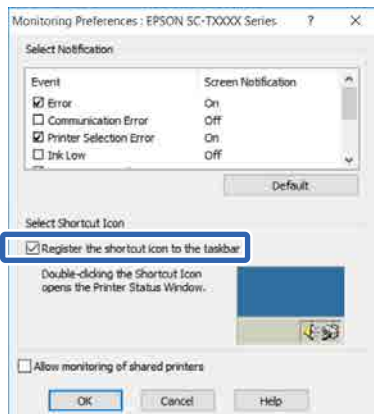 Monitoring Preferences : EPSON SC-TXXXX Series ? ×
Select Notification
Event Screen Notification
Error On
Communication Error Off
Printer Selection Error On
Ink Low Off
Default
Select Shortcut Icon
Register the shortcut icon to the taskbar
Double-clicking the Shortcut Icon
opens the Printer Status Window.
Allow monitoring of shared printers
OK Cancel Help